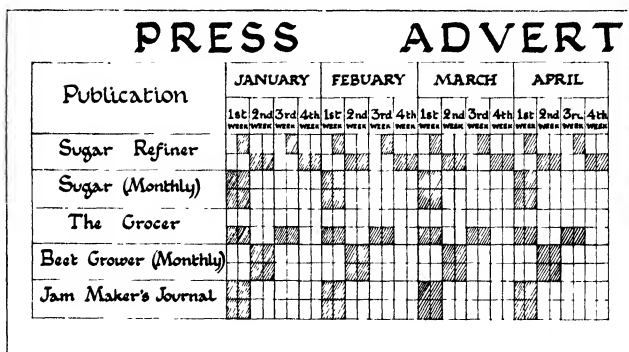 PRESS ADVERT
Publication
JANUARY FEBUARY MARCH APRIL
1st 2nd 3rd 4th 1st 2nd 3rd 4th 1st 2nd 3rd 4th 1st 2nd 3r. 4th
WEEK WEEK WEEK WEEK WEEK WEEK WEEK WEEK WEEK WEEK WEEK WEEK WEEK WEEK WEEK WEEK
Sugar Refiner
Sugar (Monthly)
The Grocer
Beet Grower (Monthly)
Jam Maker's Journal